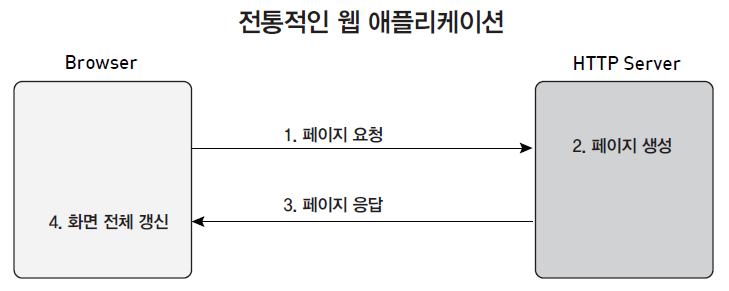 전통적인 웹 애플리케이션
Browser
HTTP Server
1. 페이지 요청
2. 페이지 생성
3. 페이지 응답
4. 화면 전체 갱신